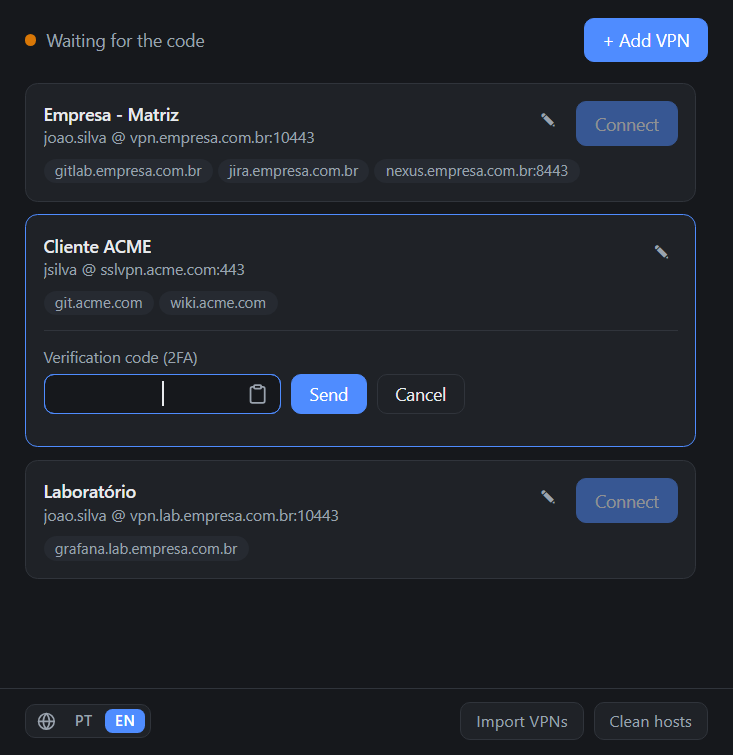 Waiting for the code
+ Add VPN
Empresa - Matriz
joao.silva @ vpn.empresa.com.br:10443
Connect
gitlab.empresa.com.br jira.empresa.com.br nexus.empresa.com.br:8443
Cliente ACME
jsilva @ sslvpn.acme.com:443
git.acme.com wiki.acme.com
Verification code (2FA)
Send Cancel
Laboratório
joao.silva @ vpn.lab.empresa.com.br:10443
Connect
grafana.lab.empresa.com.br
PT EN Import VPNs Clean hosts